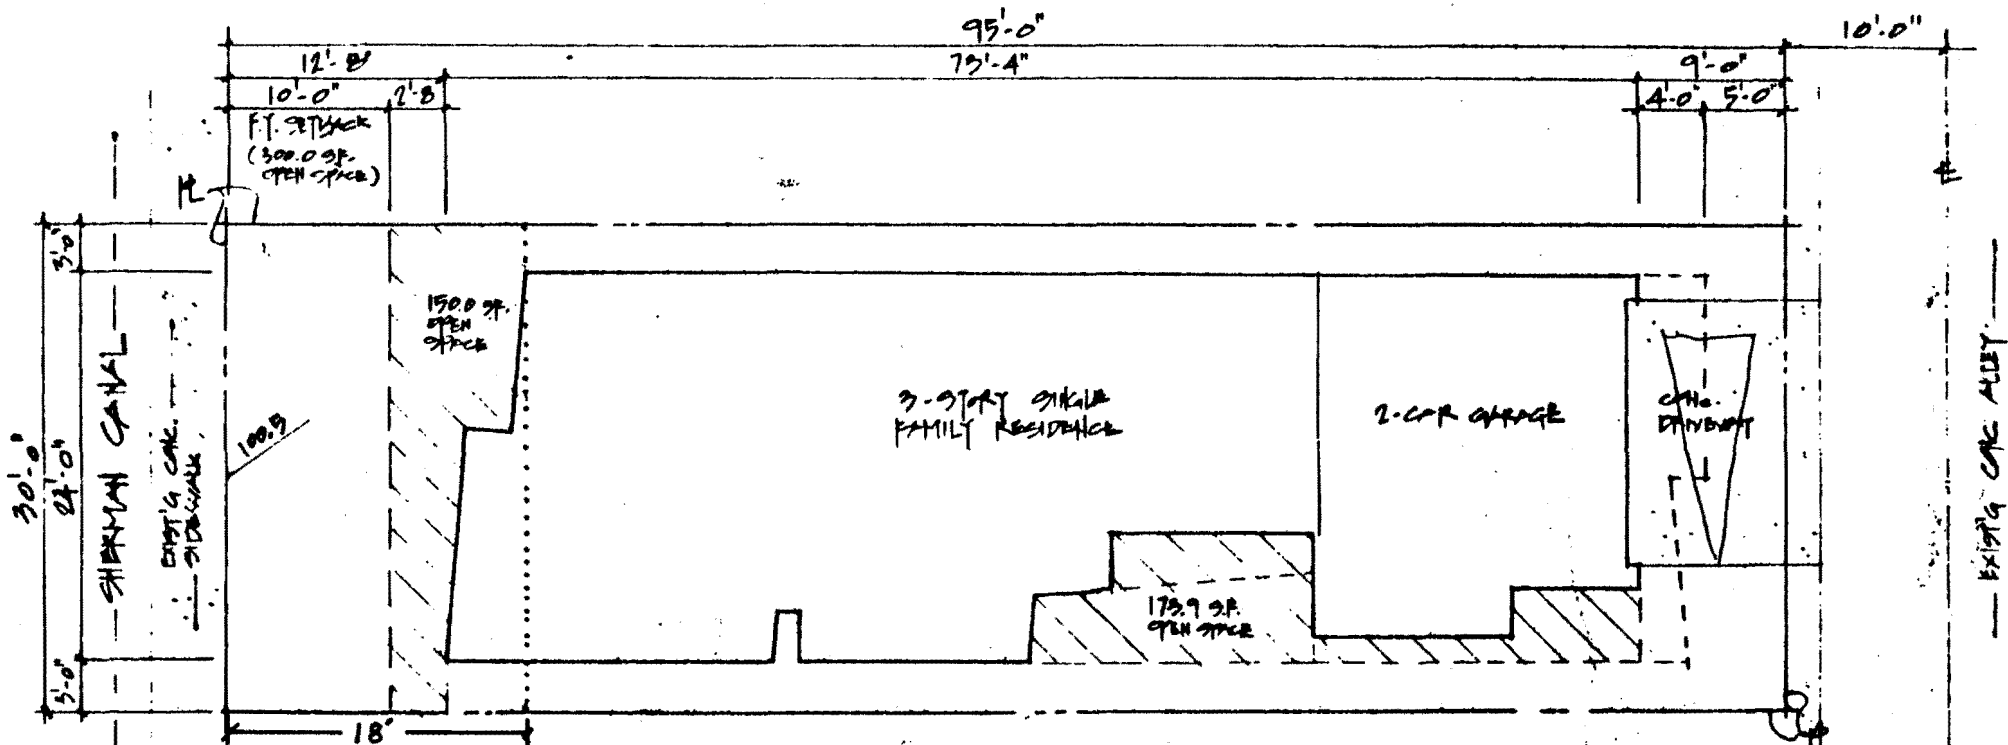 95'-0"
10'-0"
12'-8"
73'-4"
9'-0"
10'-0"
2'-8
4'-0"
5'-0"
F.Y. SETBACK
(300.0 SF.
OPEN SPACE)
PL
3'-0"
150.0 SF.
OPEN
SPACE
30'-0"
24'-0"
SHERMAN CANAL
EXIST'G CONC.
SIDEWALK
100.5
3-STORY SINGLE
FAMILY RESIDENCE
2-CAR GARAGE
CONC.
DRIVEWAY
EXIST'G CONC ALLEY
173.9 S.F.
OPEN SPACE
3'-0"
18'